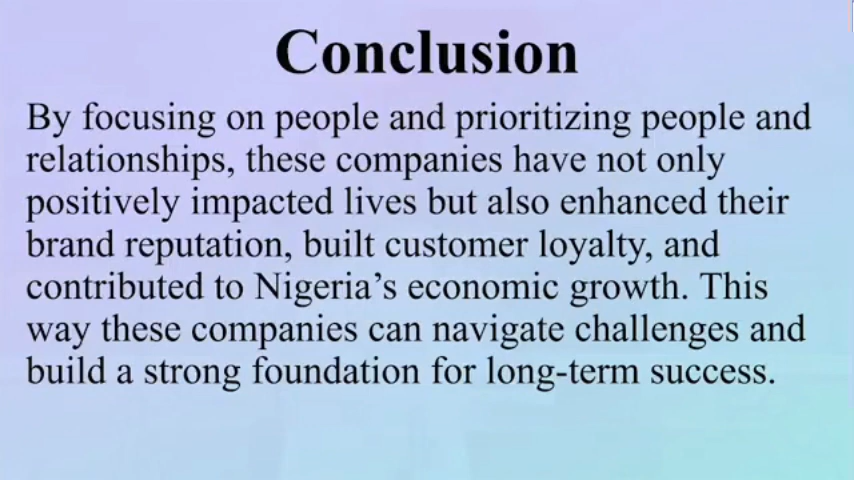 Conclusion
By focusing on people and prioritizing people and
relationships, these companies have not only
positively impacted lives but also enhanced their
brand reputation, built customer loyalty, and
contributed to Nigeria’s economic growth. This
way these companies can navigate challenges and
build a strong foundation for long-term success.